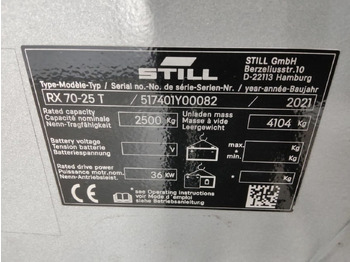 STILL
STILL GmbH
Berzeliusstr.10
D-22113 Hamburg
Type-Modèle-Typ / Serial no.-No. de série-Serien-Nr. / year-année-Baujahr
RX 70-25 T / 517401Y00082 / 2021
Rated capacity
Capacité nominale
Nenn-Tragfähigkeit
2500 Kg
Unladen mass
Masse à vide
Leergewicht
4104 Kg
Battery voltage
Tension batterie
Batteriespannung
V
max. Kg
*
min. Kg
Rated drive power
Puissance motr.nom.
Nenn-Antriebsleist.
36 KW
* Kg
CE
* see Operating instructions
voir Mode d'emploi
siehe Betriebsanleitung